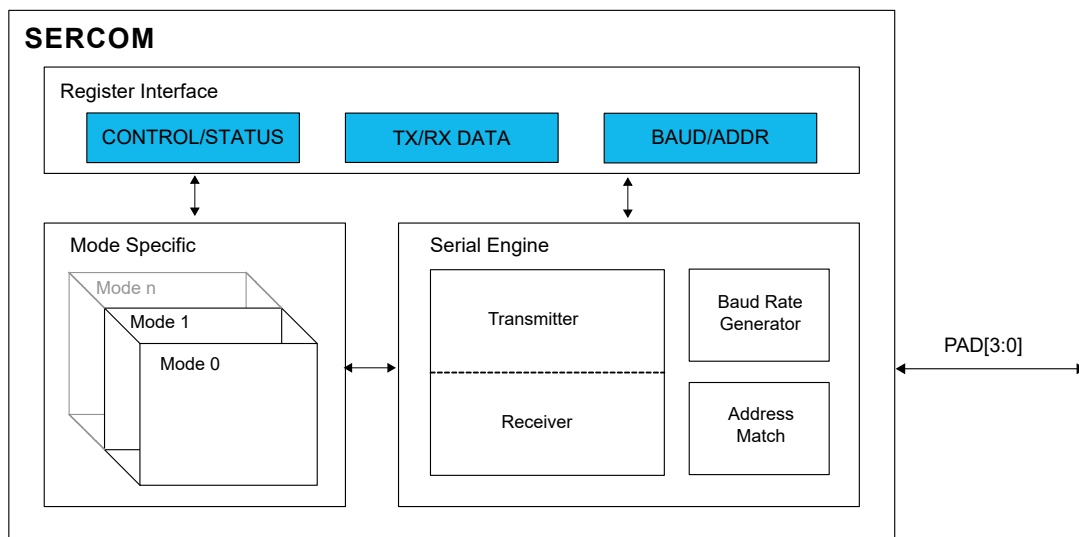 SERCOM
Register Interface
CONTROL/STATUS
TX/RX DATA
BAUD/ADDR
Mode Specific
Mode n
Mode 1
Mode 0
Serial Engine
Transmitter
Receiver
Baud Rate
Generator
Address
Match
PAD[3:0]